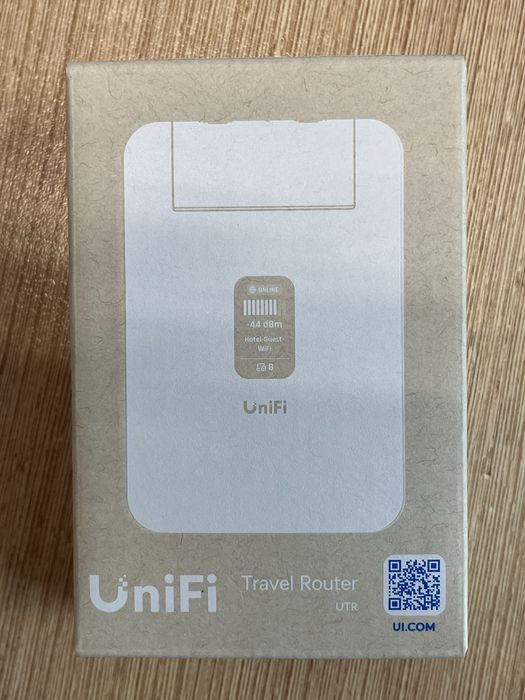 ONLINE
-44 dBm
Hotel-Guest-
WiFi
8
UniFi
UniFi Travel Router
UTR
UI.COM